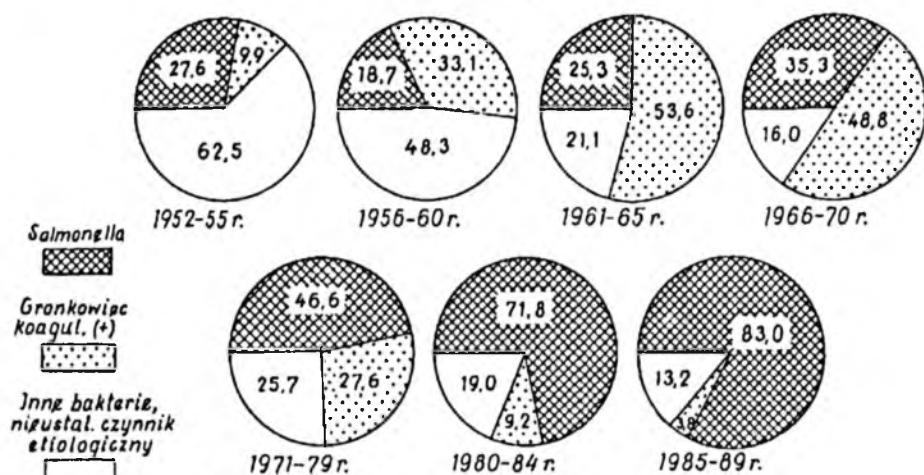 27,6
9,9
62,5
1952-55 r.
18,7
33,1
48,3
1956-60 r.
25,3
53,6
21,1
1961-65 r.
35,3
48,8
16,0
1966-70 r.
Salmonella
Gronkowiec
koagul. (+)
Inne bakterie,
nieustal. czynnik
etiologiczny
46,6
27,6
25,7
1971-79 r.
71,8
19,0
9,2
1980-84 r.
83,0
13,2
3,8
1985-89 r.